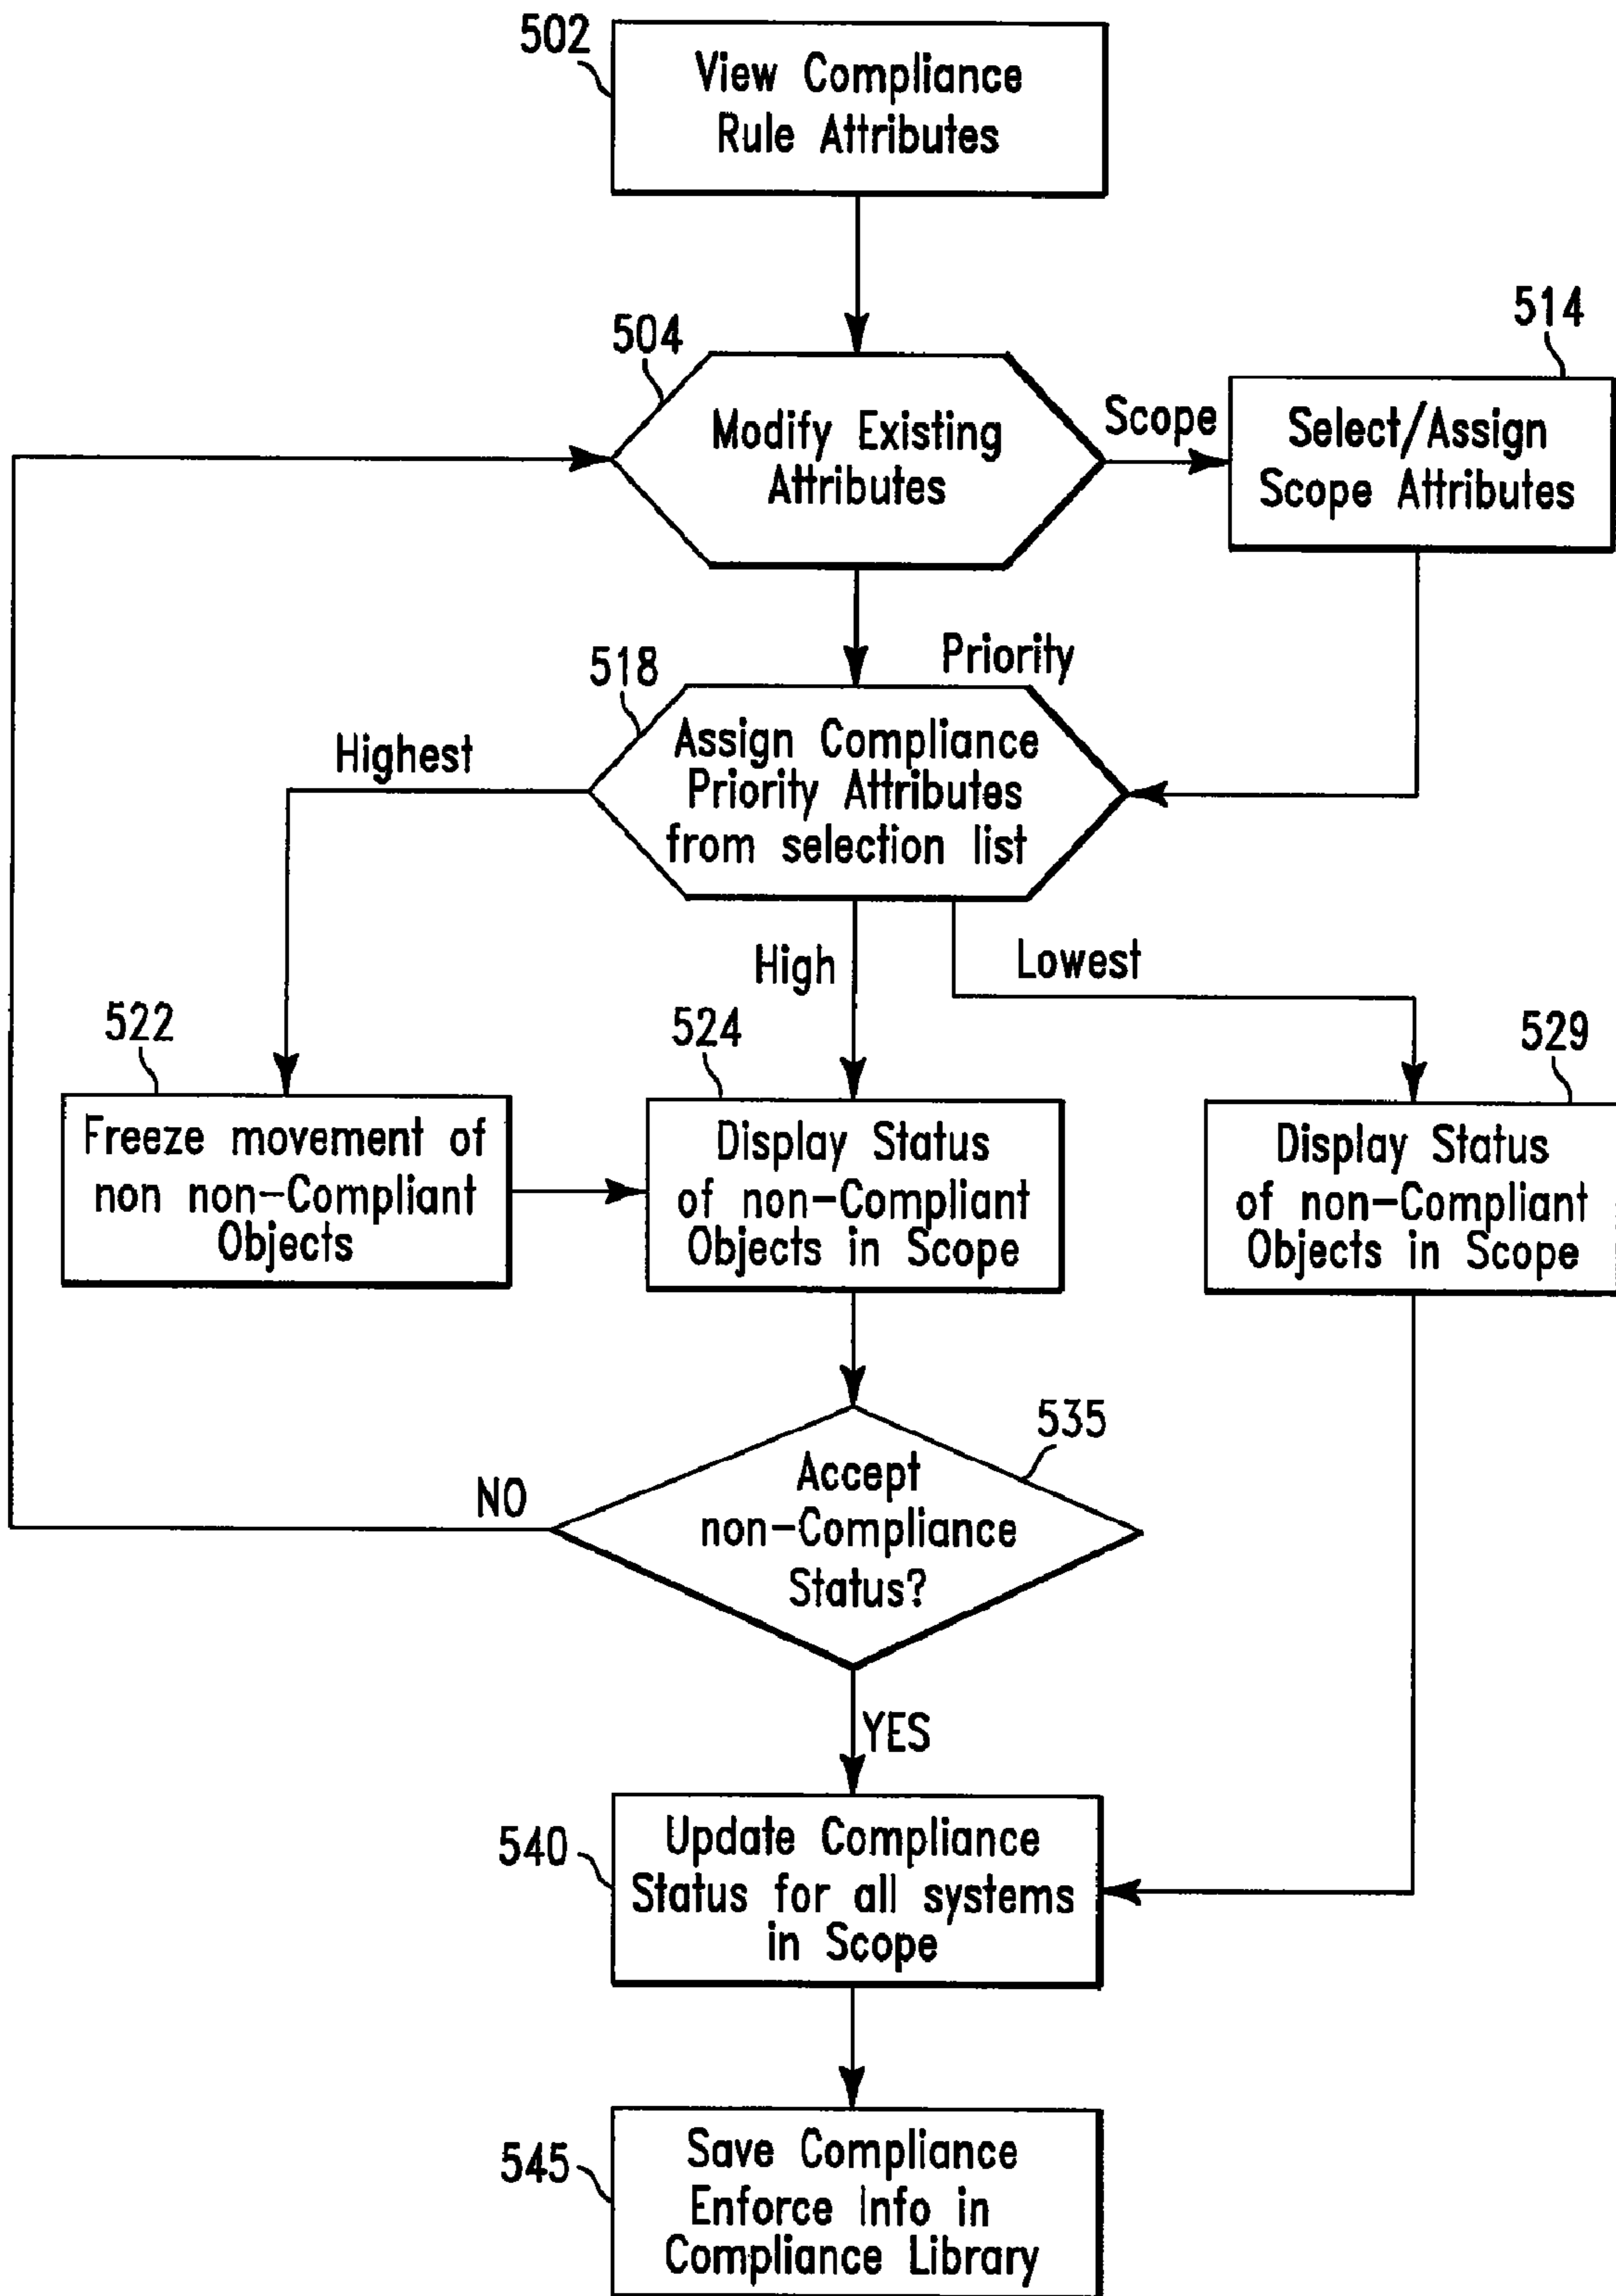 502
View Compliance
Rule Attributes
504
Modify Existing
Attributes
Scope
514
Select/Assign
Scope Attributes
Priority
518
Assign Compliance
Priority Attributes
from selection list
Highest
High
Lowest
522
Freeze movement of
non non-Compliant
Objects
524
Display Status
of non-Compliant
Objects in Scope
529
Display Status
of non-Compliant
Objects in Scope
535
Accept
non-Compliance
Status?
NO
YES
540
Update Compliance
Status for all systems
in Scope
545
Save Compliance
Enforce Info in
Compliance Library